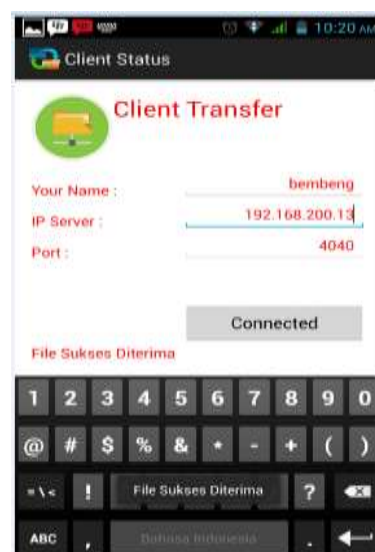 10:20 AM
Client Status
Client Transfer
Your Name : bembeng
IP Server : 192.168.200.13
Port : 4040
Connected
File Sukses Diterima
1 2 3 4 5 6 7 8 9 0
@ # $ % & * - + ( )
= \ < ! File Sukses Diterima ?
ABC , Bahasa Indonesia .